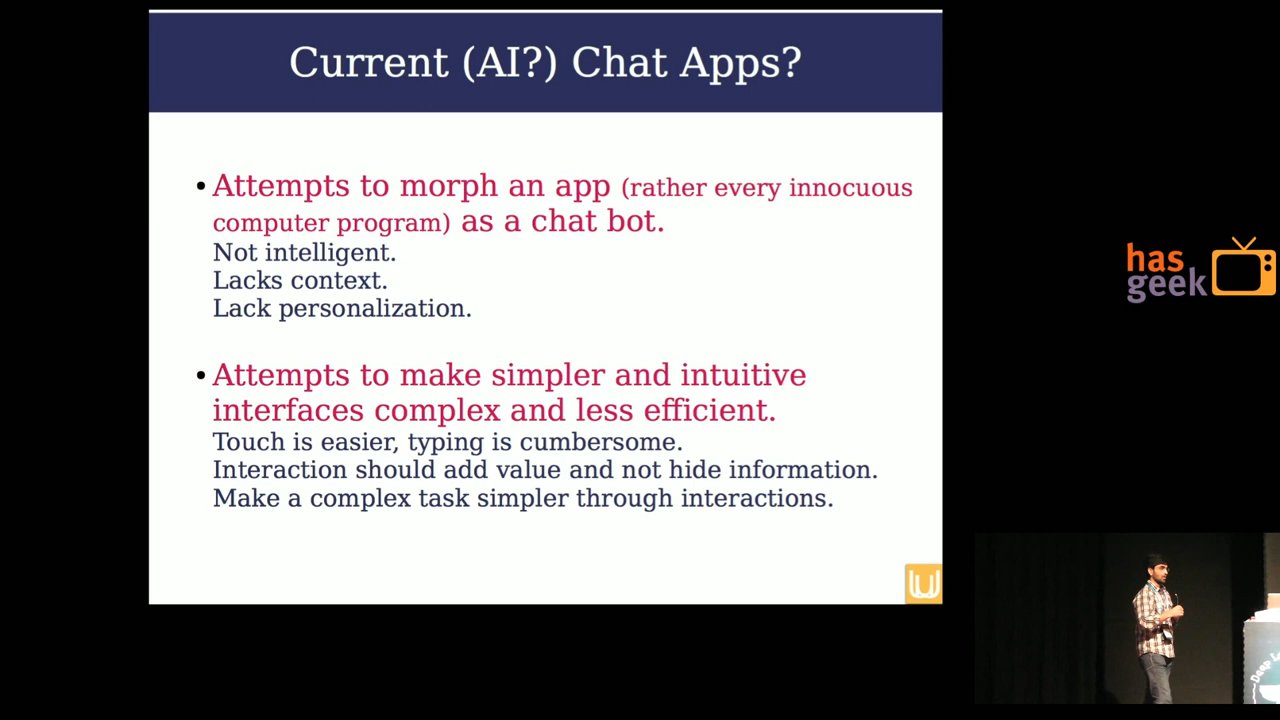 Current (AI?) Chat Apps?
• Attempts to morph an app (rather every innocuous
computer program) as a chat bot.
Not intelligent.
Lacks context.
Lack personalization.
• Attempts to make simpler and intuitive
interfaces complex and less efficient.
Touch is easier, typing is cumbersome.
Interaction should add value and not hide information.
Make a complex task simpler through interactions.
has
geek
Deep